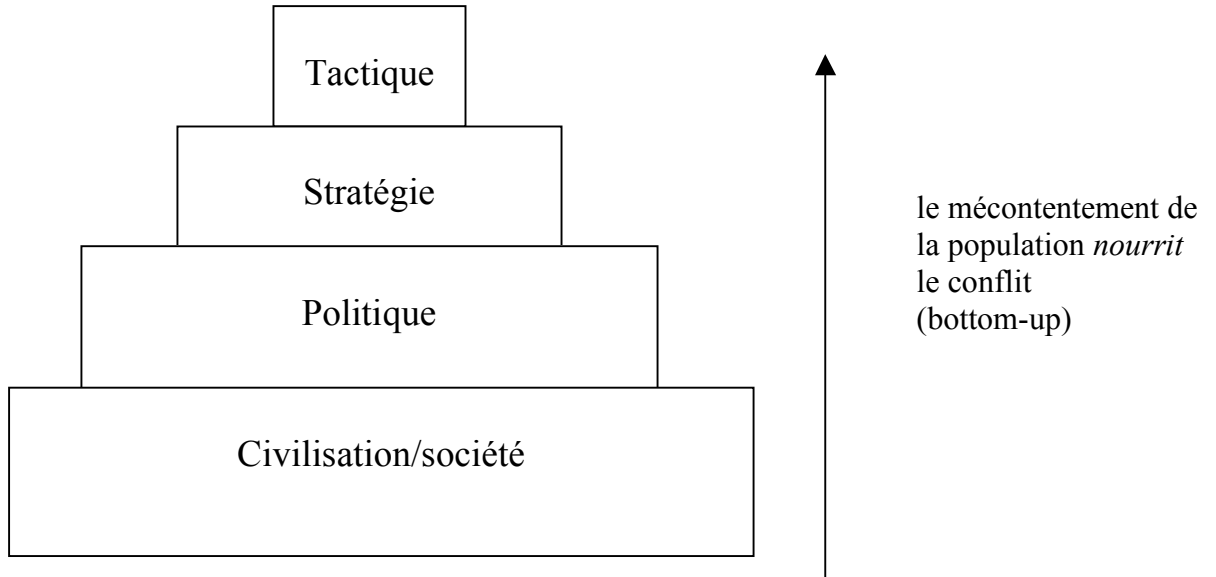 Tactique
Stratégie
Politique
Civilisation/société
le mécontentement de
la population nourrit
le conflit
(bottom-up)